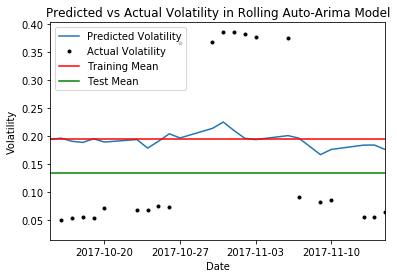 Predicted vs Actual Volatility in Rolling Auto-Arima Model
Predicted Volatility
Actual Volatility
Training Mean
Test Mean
0.40
0.35
0.30
0.25
0.20
0.15
0.10
0.05
Volatility
2017-10-20
2017-10-27
2017-11-03
2017-11-10
Date